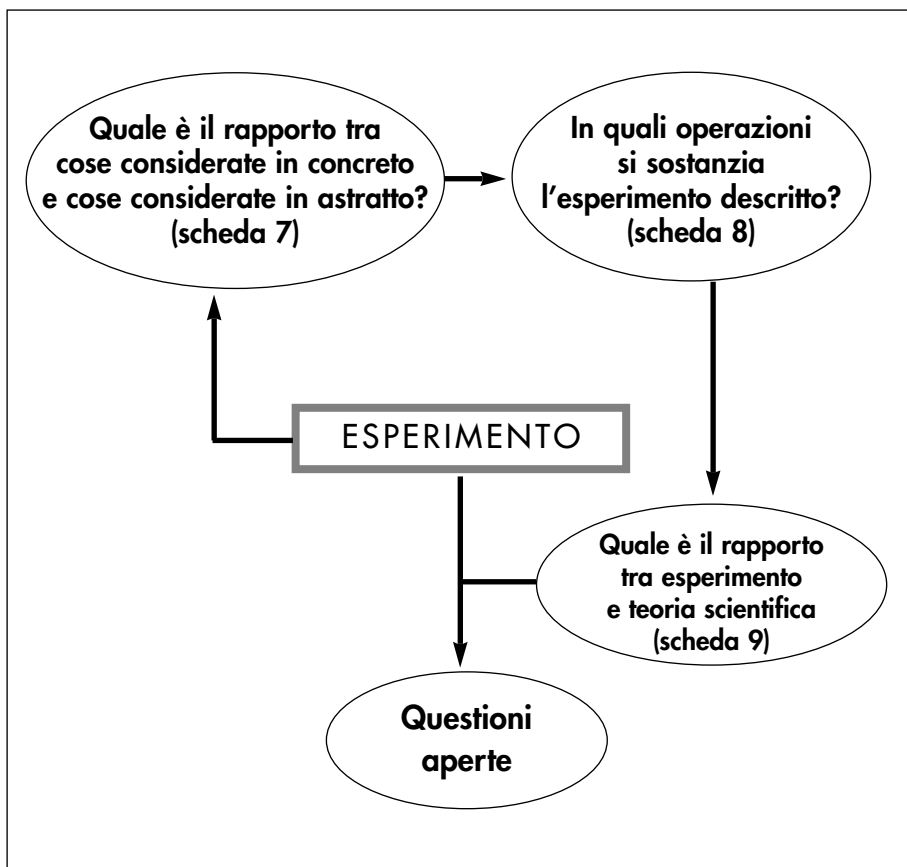 Quale è il rapporto tra
cose considerate in concreto
e cose considerate in astratto?
(scheda 7)
In quali operazioni
si sostanzia
l'esperimento descritto?
(scheda 8)
ESPERIMENTO
Quale è il rapporto
tra esperimento
e teoria scientifica
(scheda 9)
Questioni
aperte